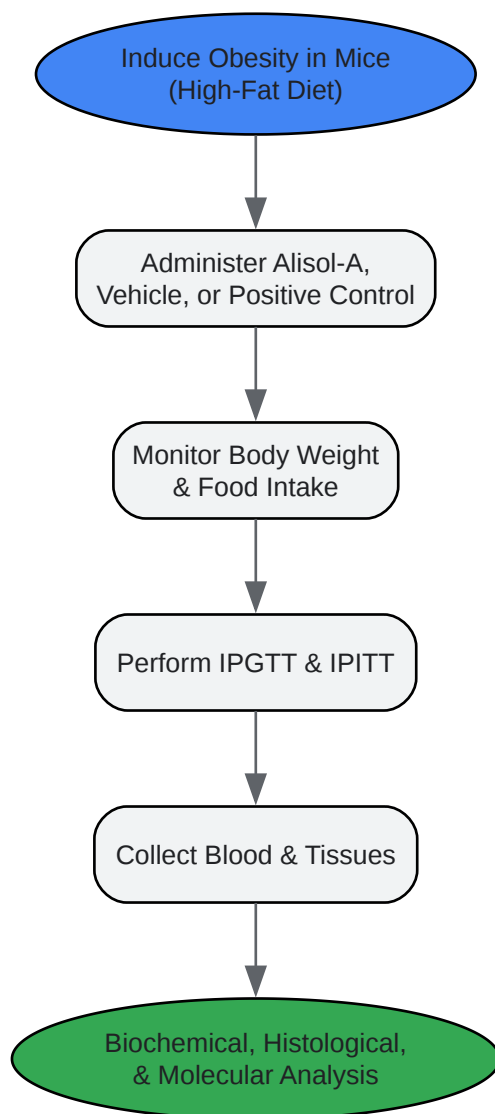 Induce Obesity in Mice
(High-Fat Diet)
Administer Alisol-A,
Vehicle, or Positive Control
Monitor Body Weight
& Food Intake
Perform IPGTT & IPITT
Collect Blood & Tissues
Biochemical, Histological,
& Molecular Analysis